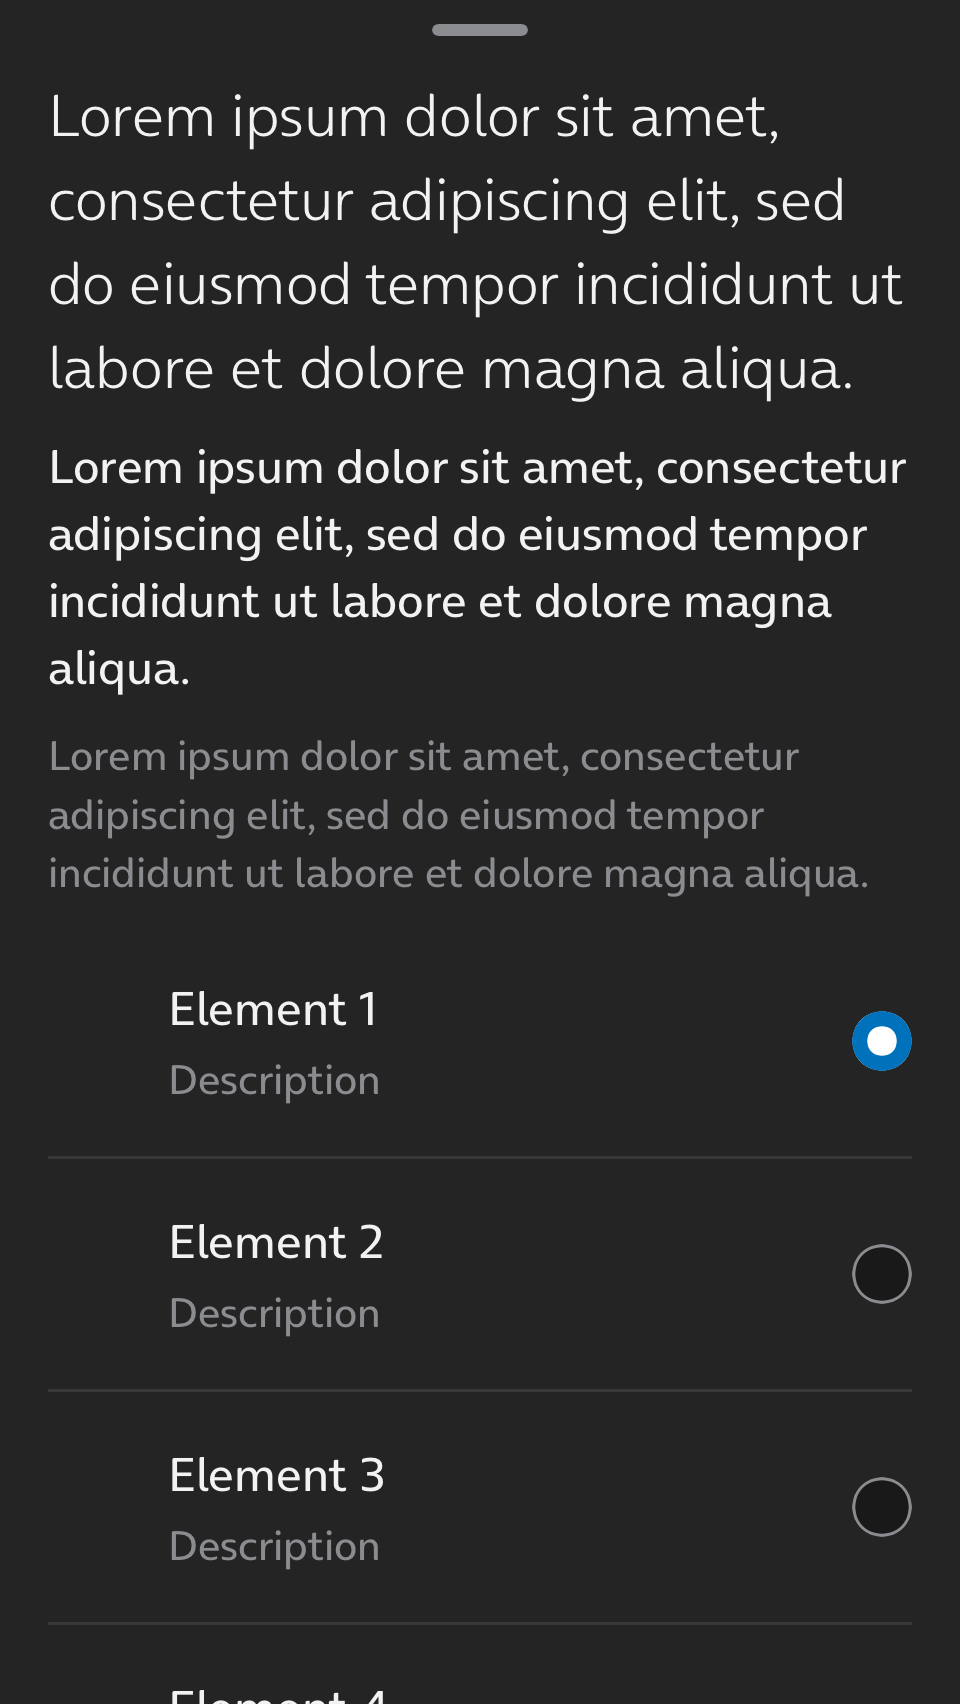 Lorem ipsum dolor sit amet,
consectetur adipiscing elit, sed
do eiusmod tempor incididunt ut
labore et dolore magna aliqua.
Lorem ipsum dolor sit amet, consectetur
adipiscing elit, sed do eiusmod tempor
incididunt ut labore et dolore magna
aliqua.
Lorem ipsum dolor sit amet, consectetur
adipiscing elit, sed do eiusmod tempor
incididunt ut labore et dolore magna aliqua.
Element 1
Description
Element 2
Description
Element 3
Description
Element 4